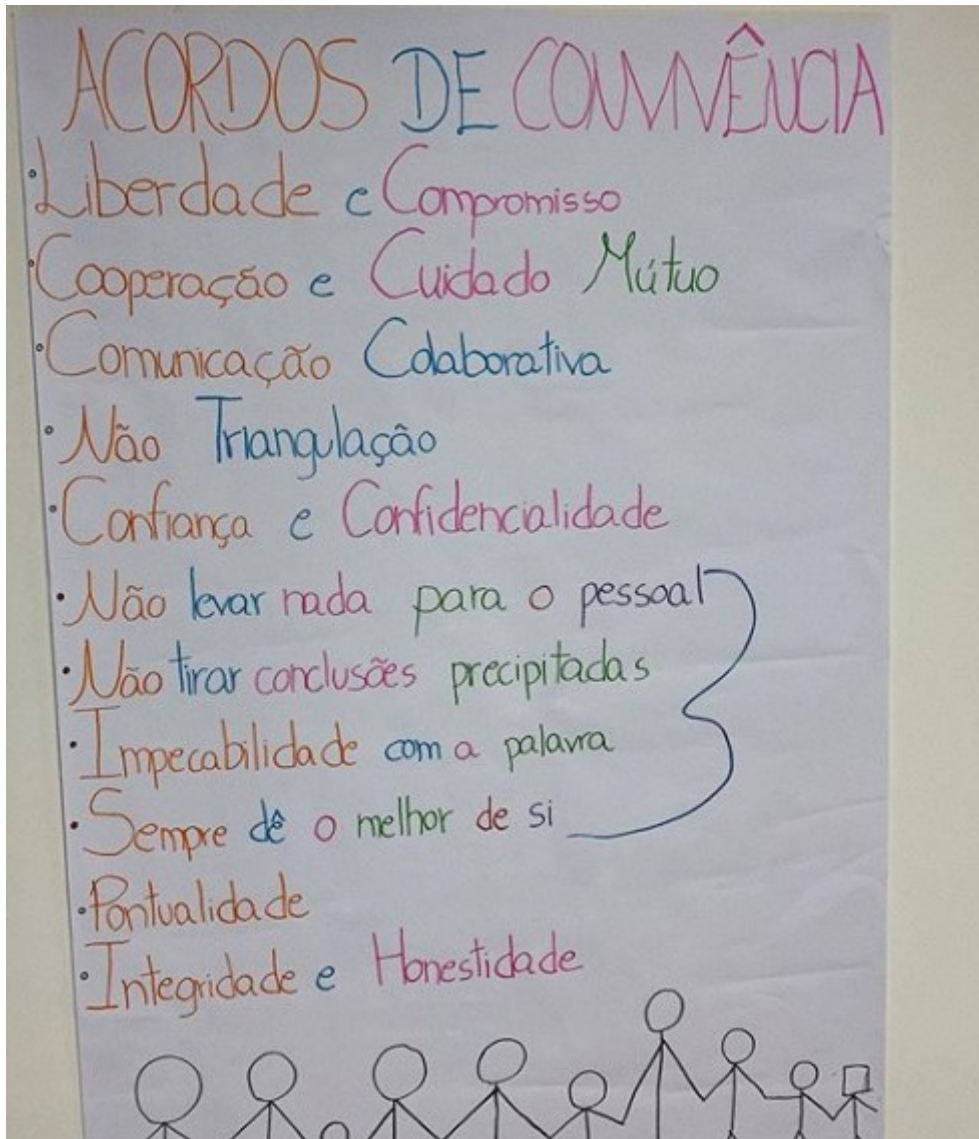 ACORDOS DE CONVIVÊNCIA
• Liberdade e Compromisso
• Cooperação e Cuidado Mútuo
• Comunicação Colaborativa
• Não Triangulação
• Confiança e Confidencialidade
• Não levar nada para o pessoal
• Não tirar conclusões precipitadas
• Impecabilidade com a palavra
• Sempre dê o melhor de si
• Pontualidade
• Integridade e Honestidade